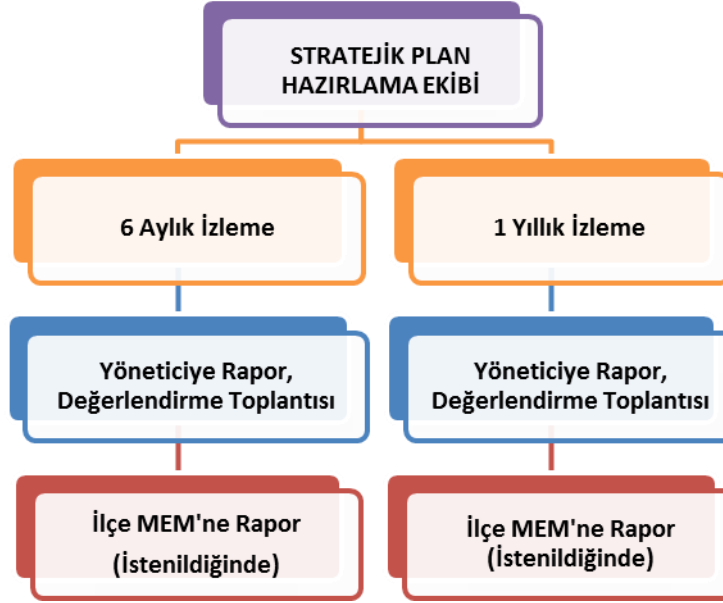 STRATEJİK PLAN
HAZIRLAMA EKİBİ
6 Aylık İzleme
1 Yıllık İzleme
Yöneticiye Rapor,
Değerlendirme Toplantısı
Yöneticiye Rapor,
Değerlendirme Toplantısı
İlçe MEM'ne Rapor
(İstenildiğinde)
İlçe MEM'ne Rapor
(İstenildiğinde)